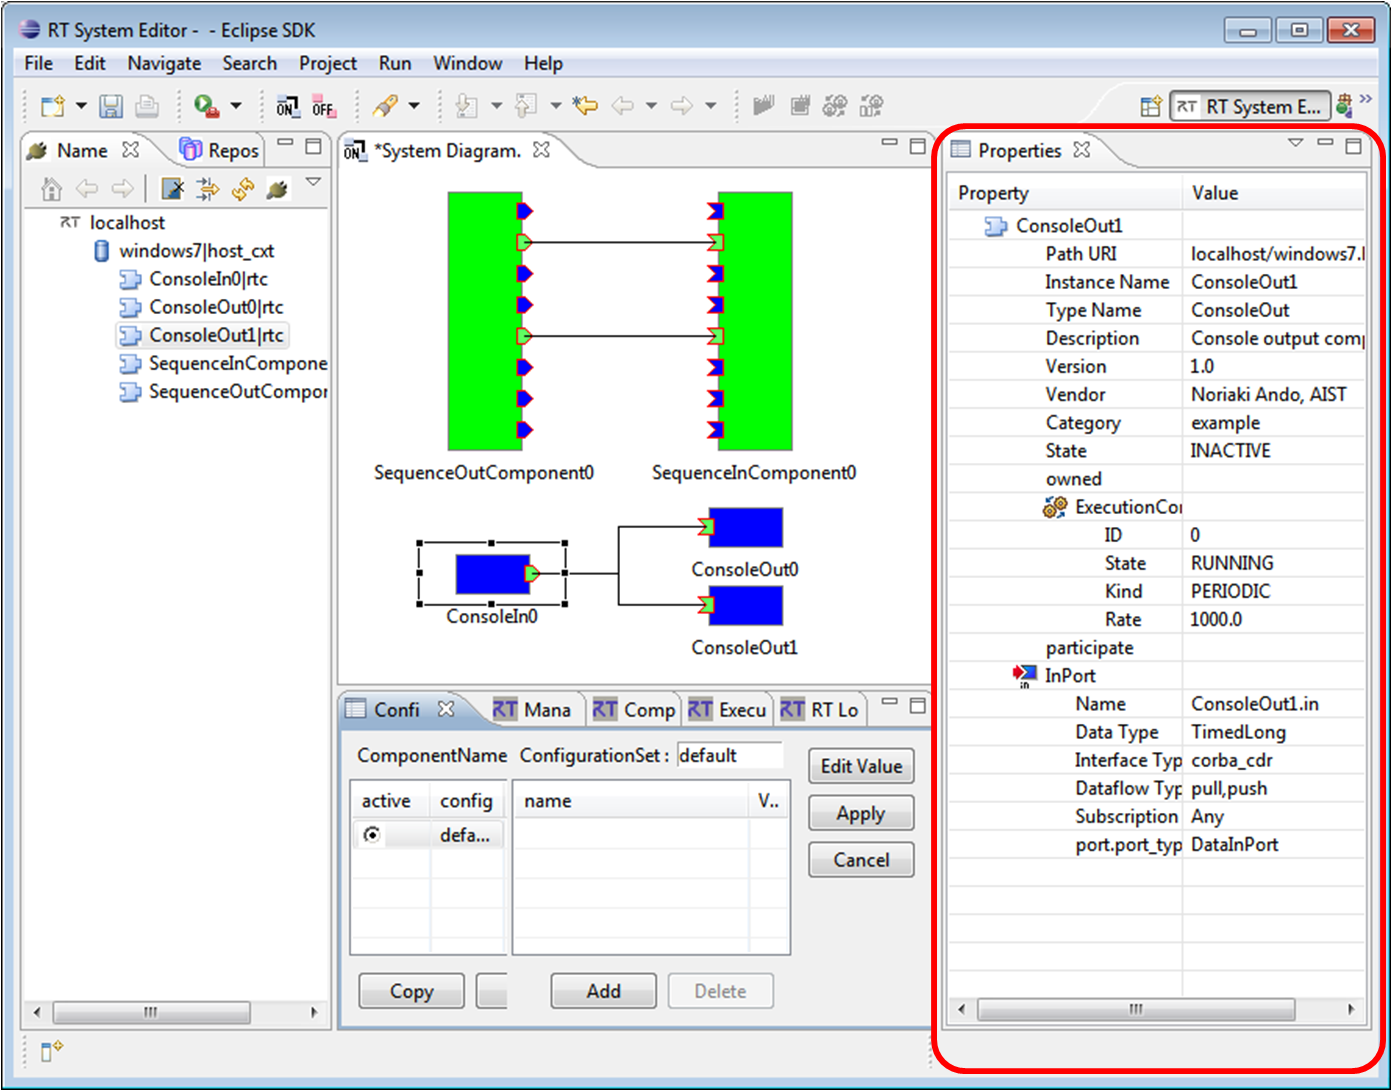 RT System Editor - - Eclipse SDK
File Edit Navigate Search Project Run Window Help
ON OFF
RT RT System E... »
Name Repos
RT localhost
windows7|host_cxt
ConsoleIn0|rtc
ConsoleOut0|rtc
ConsoleOut1|rtc
SequenceInCompone
SequenceOutCompor
ON *System Diagram.
SequenceOutComponent0 SequenceInComponent0
ConsoleOut0
ConsoleIn0
ConsoleOut1
Confi RT Mana RT Comp RT Execu RT RT Lo
ComponentName ConfigurationSet : default
active config name V..
defa...
Edit Value
Apply
Cancel
Copy Add Delete
Properties
Property Value
ConsoleOut1
Path URI localhost/windows7.
Instance Name ConsoleOut1
Type Name ConsoleOut
Description Console output com
Version 1.0
Vendor Noriaki Ando, AIST
Category example
State INACTIVE
owned
ExecutionCo
ID 0
State RUNNING
Kind PERIODIC
Rate 1000.0
participate
in InPort
Name ConsoleOut1.in
Data Type TimedLong
Interface Typ corba_cdr
Dataflow Typ pull,push
Subscription Any
port.port_typ DataInPort